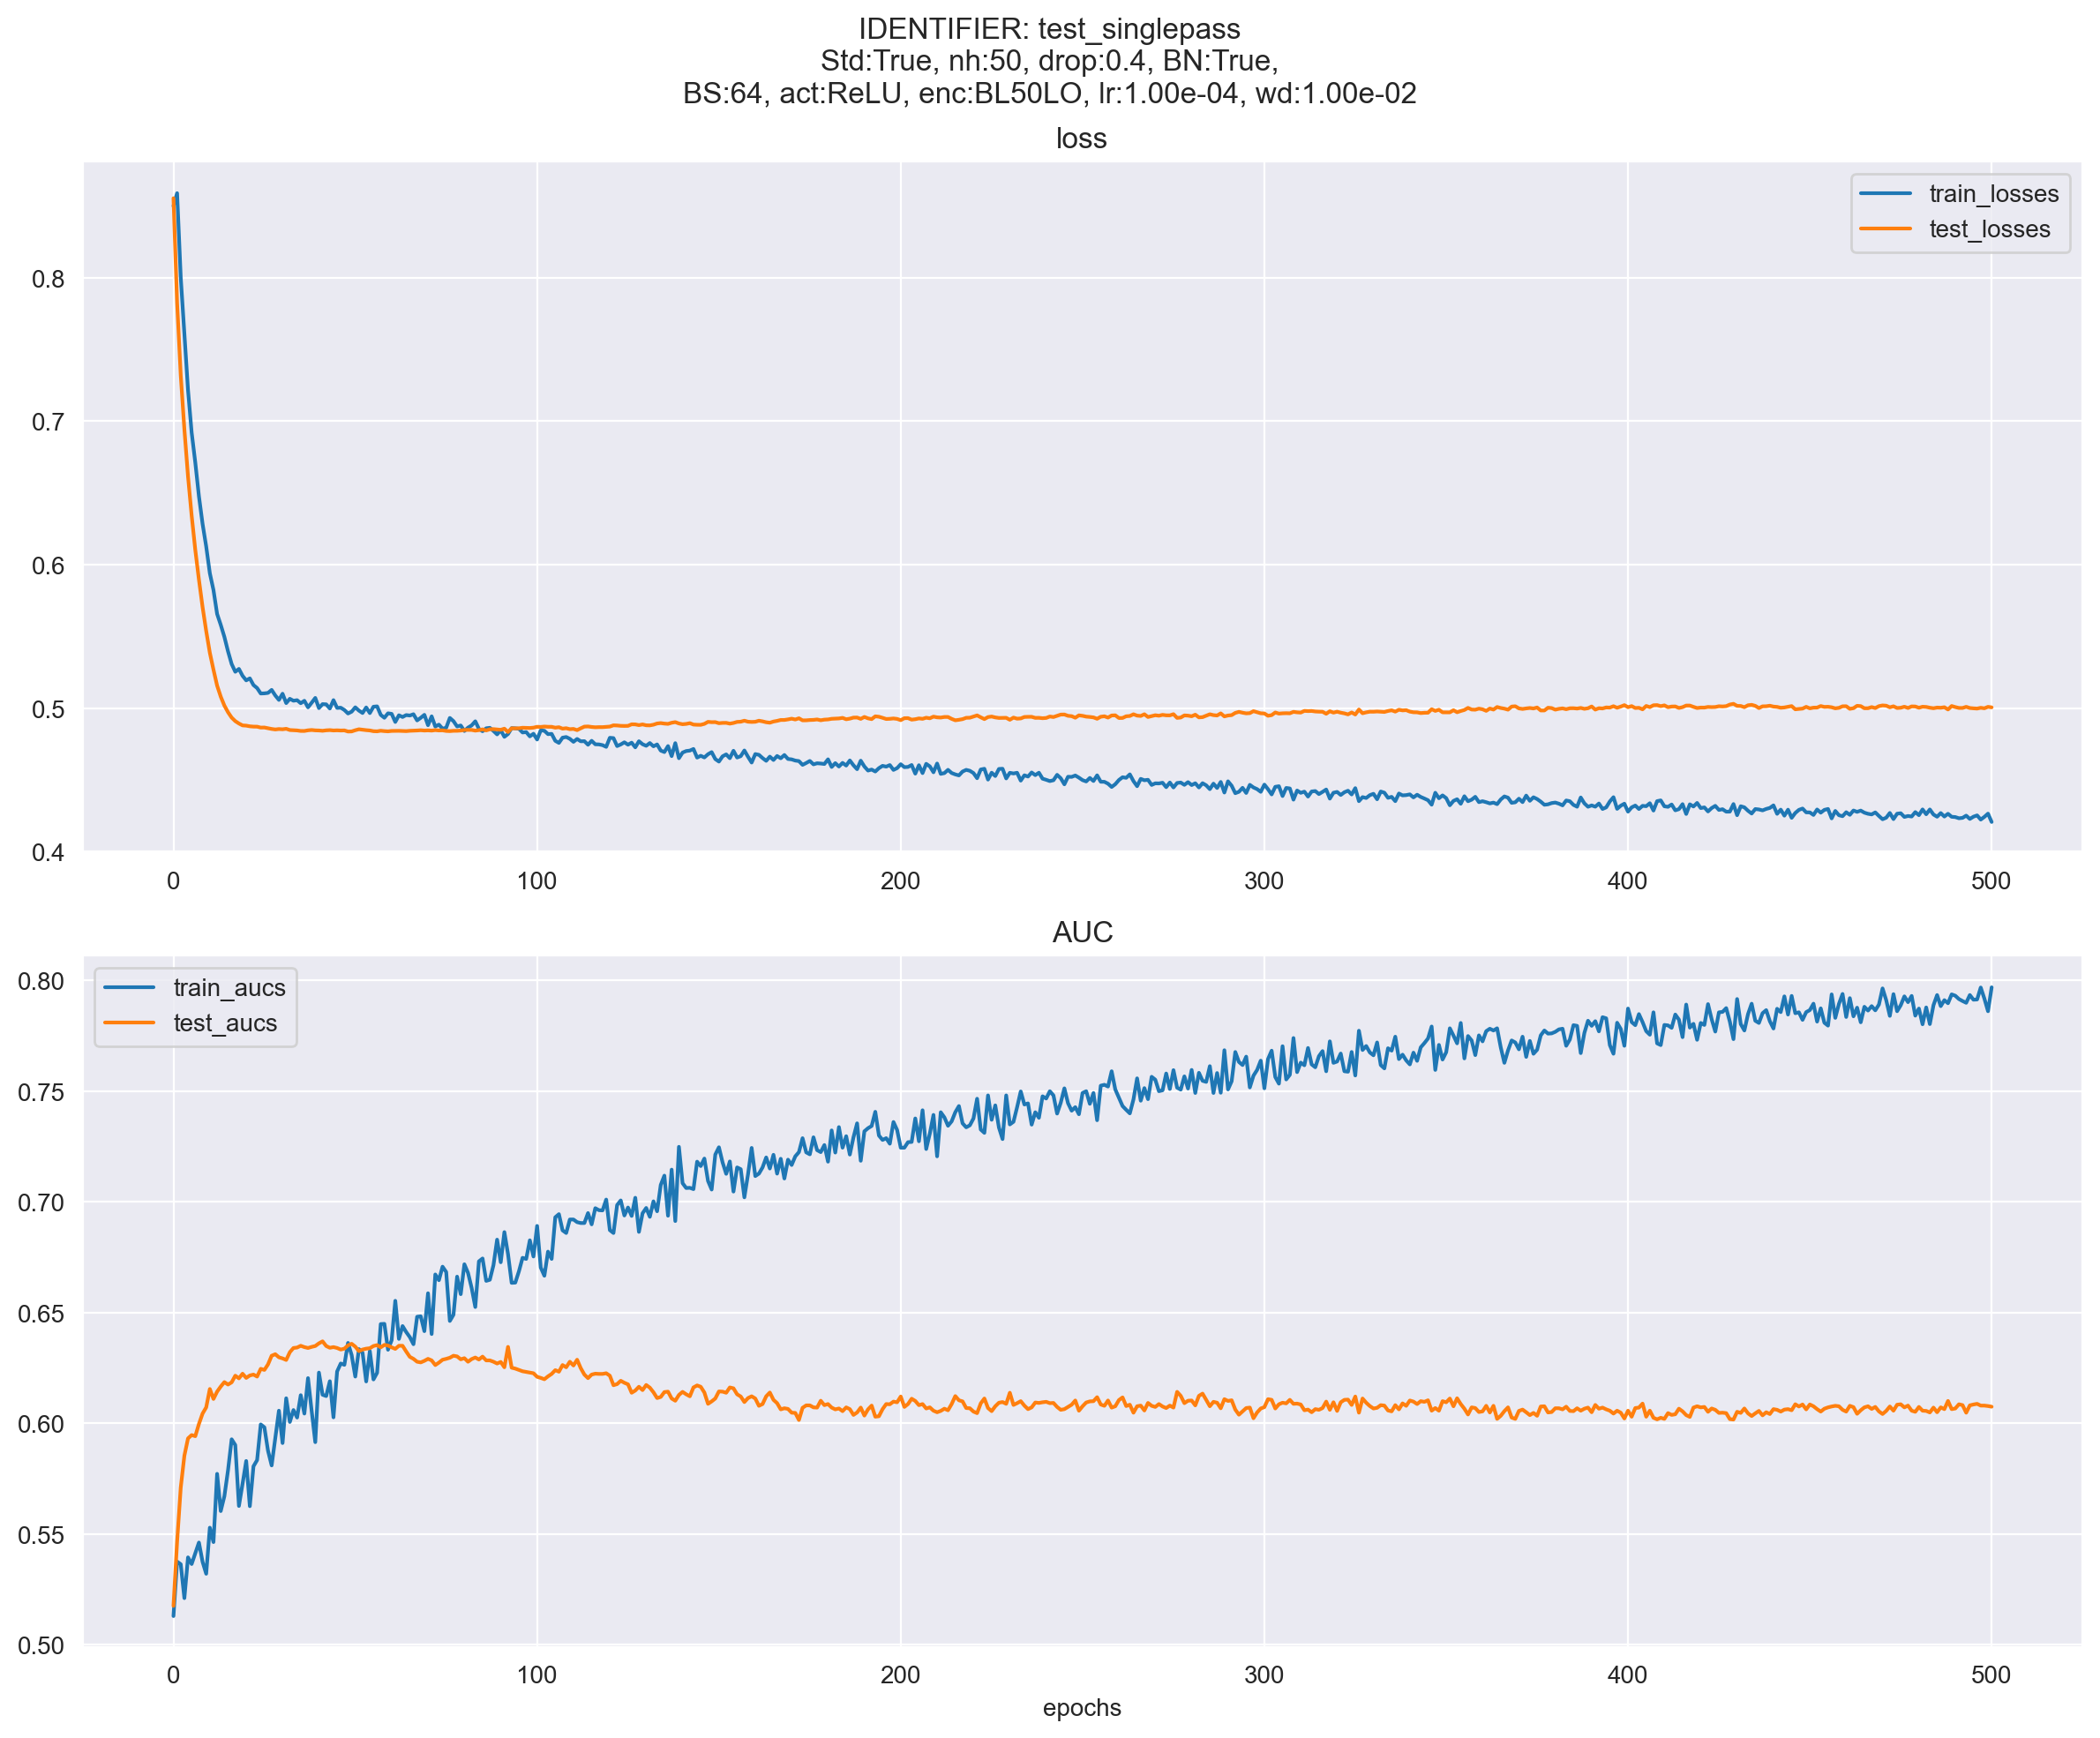 IDENTIFIER: test_singlepass
Std:True, nh:50, drop:0.4, BN:True,
BS:64, act:ReLU, enc:BL50LO, lr:1.00e-04, wd:1.00e-02
loss
train_losses
test_losses
0.8
0.7
0.6
0.5
0.4
0 100 200 300 400 500
AUC
train_aucs
test_aucs
0.80
0.75
0.70
0.65
0.60
0.55
0.50
0 100 200 300 400 500
epochs